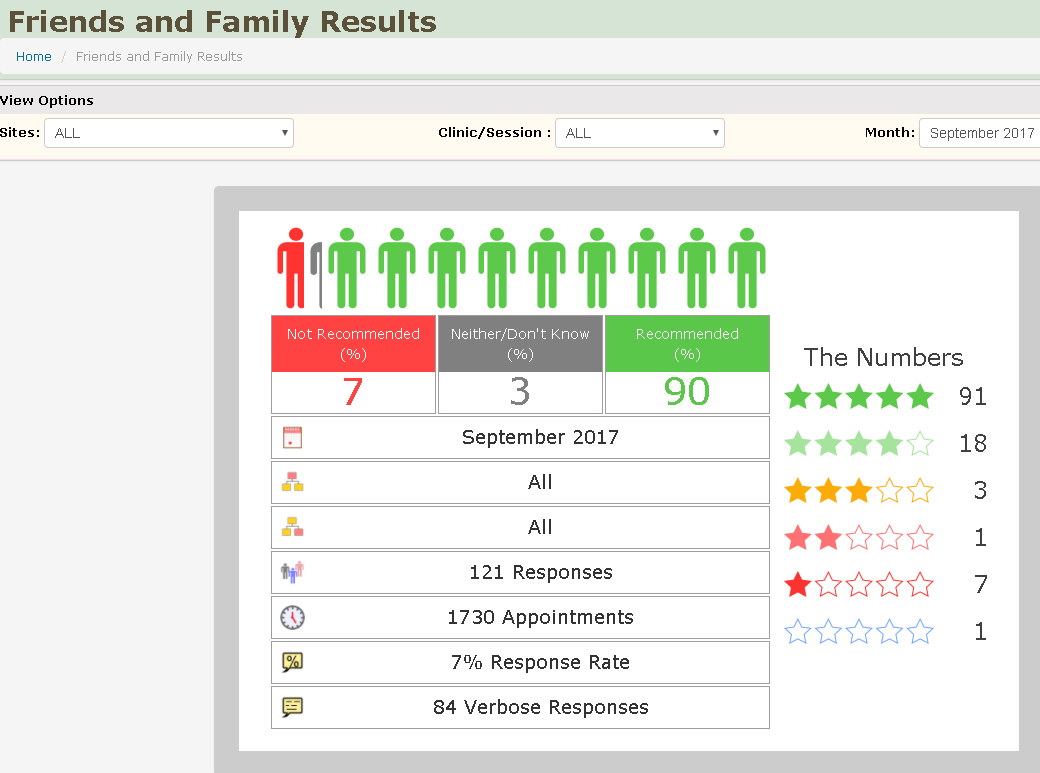 Friends and Family Results
Home / Friends and Family Results
View Options
Sites: ALL Clinic/Session : ALL Month: September 2017
Not Recommended (%)
Neither/Don't Know (%)
Recommended (%)
7 3 90
September 2017
All
All
121 Responses
1730 Appointments
7% Response Rate
84 Verbose Responses
The Numbers
91
18
3
1
7
1